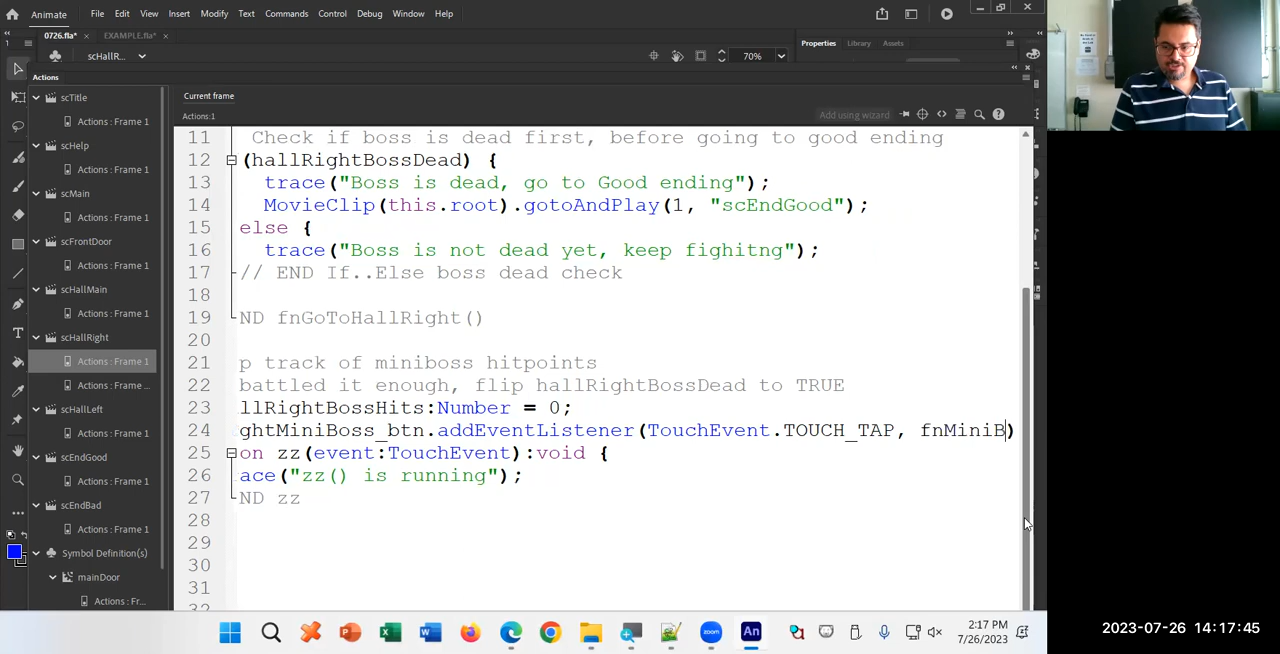 Animate File Edit View Insert Modify Text Commands Control Debug Window Help
0726.fla* × EXAMPLE.fla* ×
scHallR... 70% Properties Library Assets
Actions
Current frame
Actions:1 Add using wizard
scTitle
Actions : Frame 1
scHelp
Actions : Frame 1
scMain
Actions : Frame 1
scFrontDoor
Actions : Frame 1
scHallMain
Actions : Frame 1
scHallRight
Actions : Frame 1
Actions : Frame ...
scHallLeft
Actions : Frame 1
scEndGood
Actions : Frame 1
scEndBad
Actions : Frame 1
Symbol Definition(s)
mainDoor
Actions : Fr...
11 Check if boss is dead first, before going to good ending
12 (hallRightBossDead) {
13 trace("Boss is dead, go to Good ending");
14 MovieClip(this.root).gotoAndPlay(1, "scEndGood");
15 else {
16 trace("Boss is not dead yet, keep fighitng");
17 // END If..Else boss dead check
18
19 ND fnGoToHallRight()
20
21 p track of miniboss hitpoints
22 battled it enough, flip hallRightBossDead to TRUE
23 llRightBossHits:Number = 0;
24 ghtMiniBoss_btn.addEventListener(TouchEvent.TOUCH_TAP, fnMiniB)
25 on zz(event:TouchEvent):void {
26 ace("zz() is running");
27 ND zz
28
29
30
31
32
2:17 PM
7/26/2023
2023-07-26 14:17:45